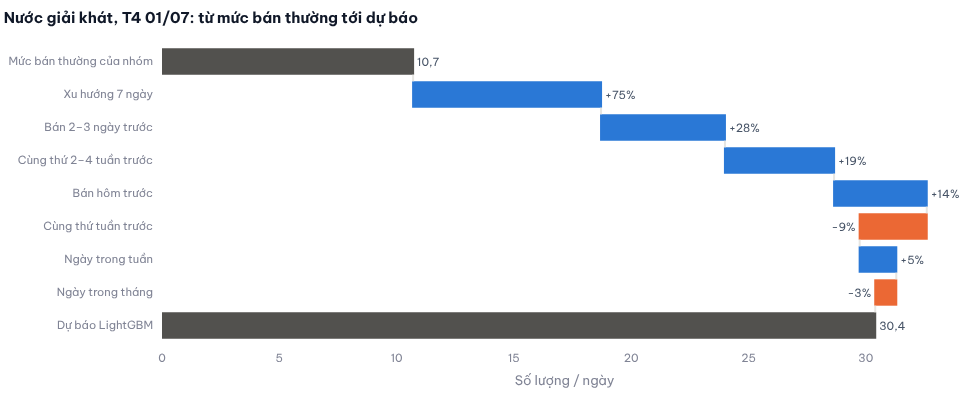 Nước giải khát, T4 01/07: từ mức bán thường tới dự báo
Mức bán thường của nhóm 10,7
Xu hướng 7 ngày +75%
Bán 2–3 ngày trước +28%
Cùng thứ 2–4 tuần trước +19%
Bán hôm trước +14%
Cùng thứ tuần trước -9%
Ngày trong tuần +5%
Ngày trong tháng -3%
Dự báo LightGBM 30,4
0 5 10 15 20 25 30
Số lượng / ngày